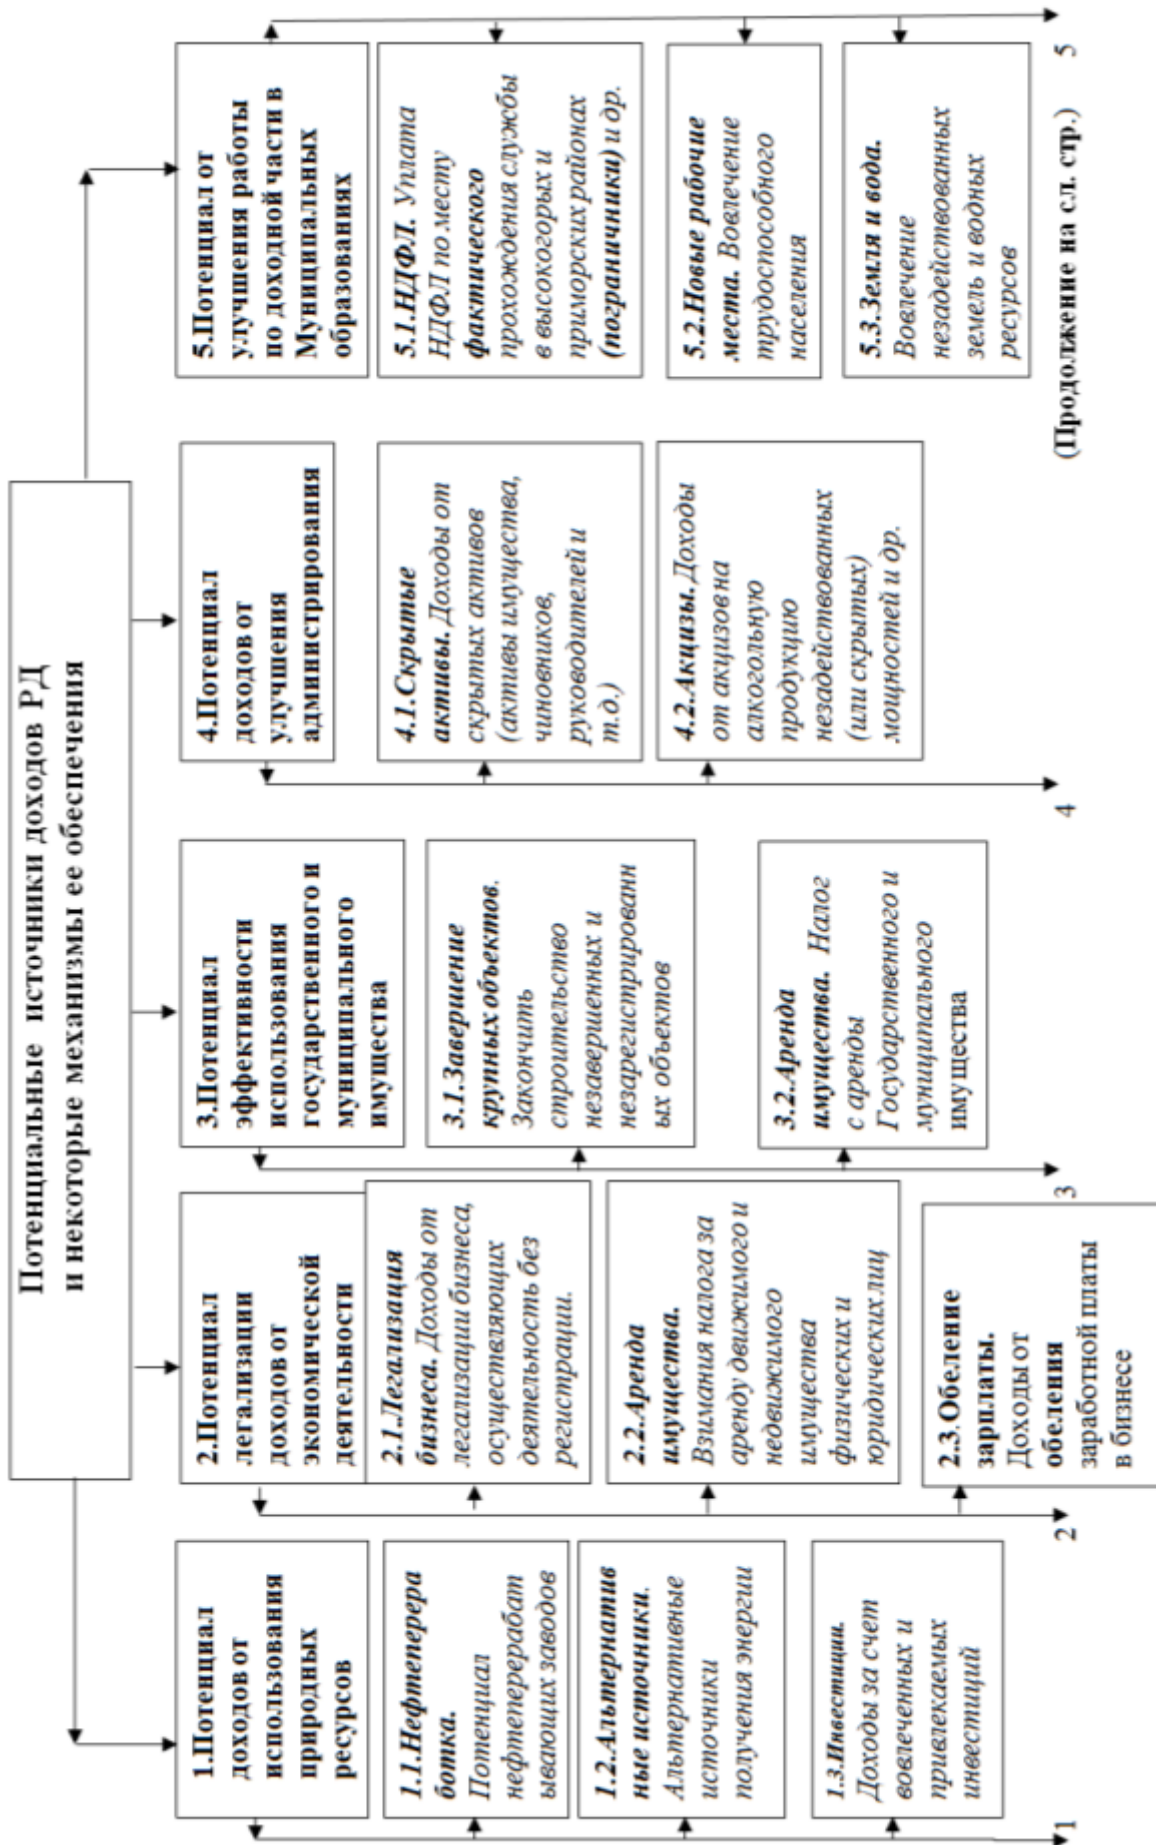 Потенциальные источники доходов РД
и некоторые механизмы ее обеспечения
1.Потенциал
доходов от
использования
природных
ресурсов
1.1.Нефтеперера
ботка.
Потенциал
нефтеперерабат
ывающих заводов
1.2.Альтернатив
ные источники.
Альтернативные
источники
получения энергии
1.3.Инвестиции.
Доходы за счет
вовлеченных и
привлекаемых
инвестиций
1
2.Потенциал
легализации
доходов от
экономической
деятельности
2.1.Легализация
бизнеса. Доходы от
легализации бизнеса,
осуществляющих
деятельность без
регистрации.
2.2.Аренда
имущества.
Взимания налога за
аренду движимого и
недвижимого
имущества
физических и
юридических лиц
2.3.Обеление
зарплаты.
Доходы от
обеления
заработной платы
в бизнесе
2
3.Потенциал
эффективности
использования
государственного и
муниципального
имущества
3.1.Завершение
крупных объектов.
Закончить
строительство
незавершенных и
незарегистрированн
ых объектов
3.2.Аренда
имущества. Налог
с аренды
Государственного и
муниципального
имущества
3
4.Потенциал
доходов от
улучшения
администрирования
4.1.Скрытые
активы. Доходы от
скрытых активов
(активы имущества,
чиновников,
руководителей и
т.д.)
4.2.Акцизы. Доходы
от акцизов на
алкогольную
продукцию
незадействованных
(или скрытых)
мощностей и др.
4
5.Потенциал от
улучшения работы
по доходной части в
Муниципальных
образованиях
5.1.НДФЛ. Уплата
НДФЛ по месту
фактического
прохождения службы
в высокогорых и
приморских районах
(пограничники) и др.
5.2.Новые рабочие
места. Вовлечение
трудоспособного
населения
5.3.Земля и вода.
Вовлечение
незадействованных
земель и водных
ресурсов
5
(Продолжение на сл. стр.)